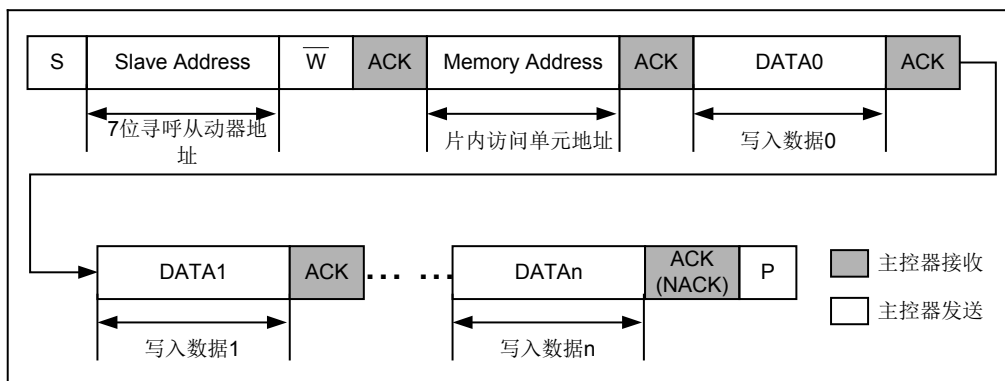 S Slave Address W ACK Memory Address ACK DATA0 ACK
7位寻呼从动器地
址
片内访问单元地址
写入数据0
DATA1 ACK ... ... DATAn ACK
(NACK) P
写入数据1
写入数据n
主控器接收
主控器发送